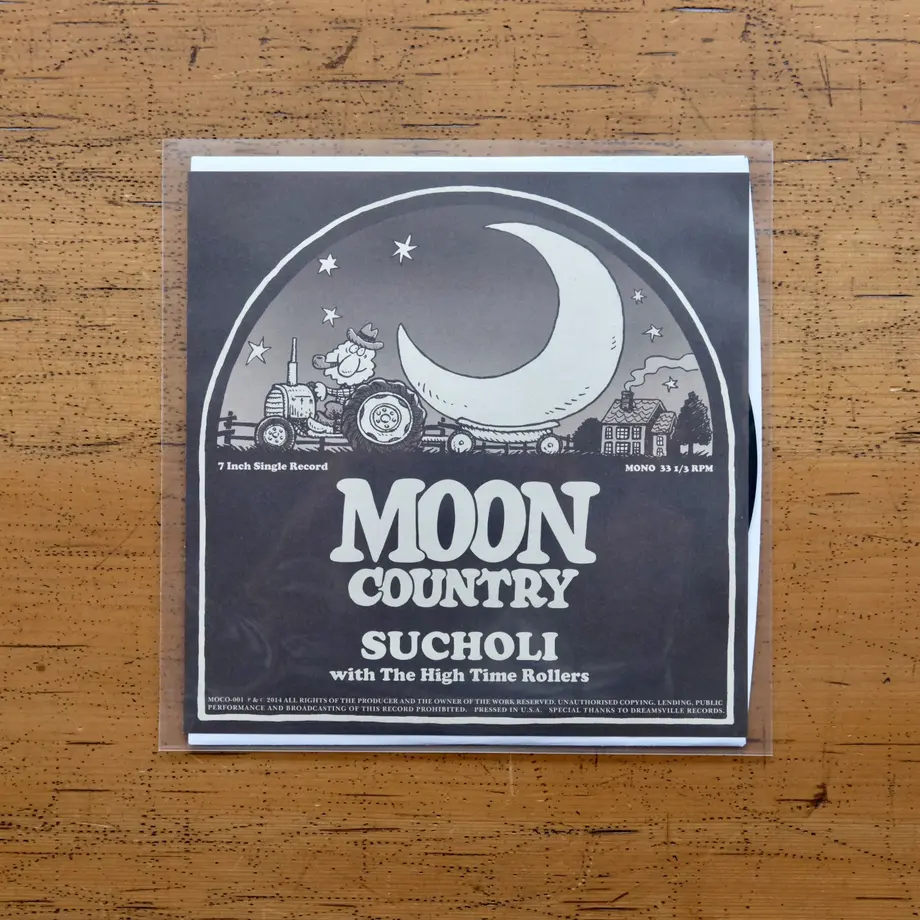 7 Inch Single Record
MONO 33 1/3 RPM
MOON
COUNTRY
SUCHOLI
with The High Time Rollers
MOCO-001 ℗ & © 2014 ALL RIGHTS OF THE PRODUCER AND THE OWNER OF THE WORK RESERVED. UNAUTHORISED COPYING, LENDING, PUBLIC
PERFORMANCE AND BROADCASTING OF THIS RECORD PROHIBITED. PRESSED IN U.S.A. SPECIAL THANKS TO DREAMSVILLE RECORDS.